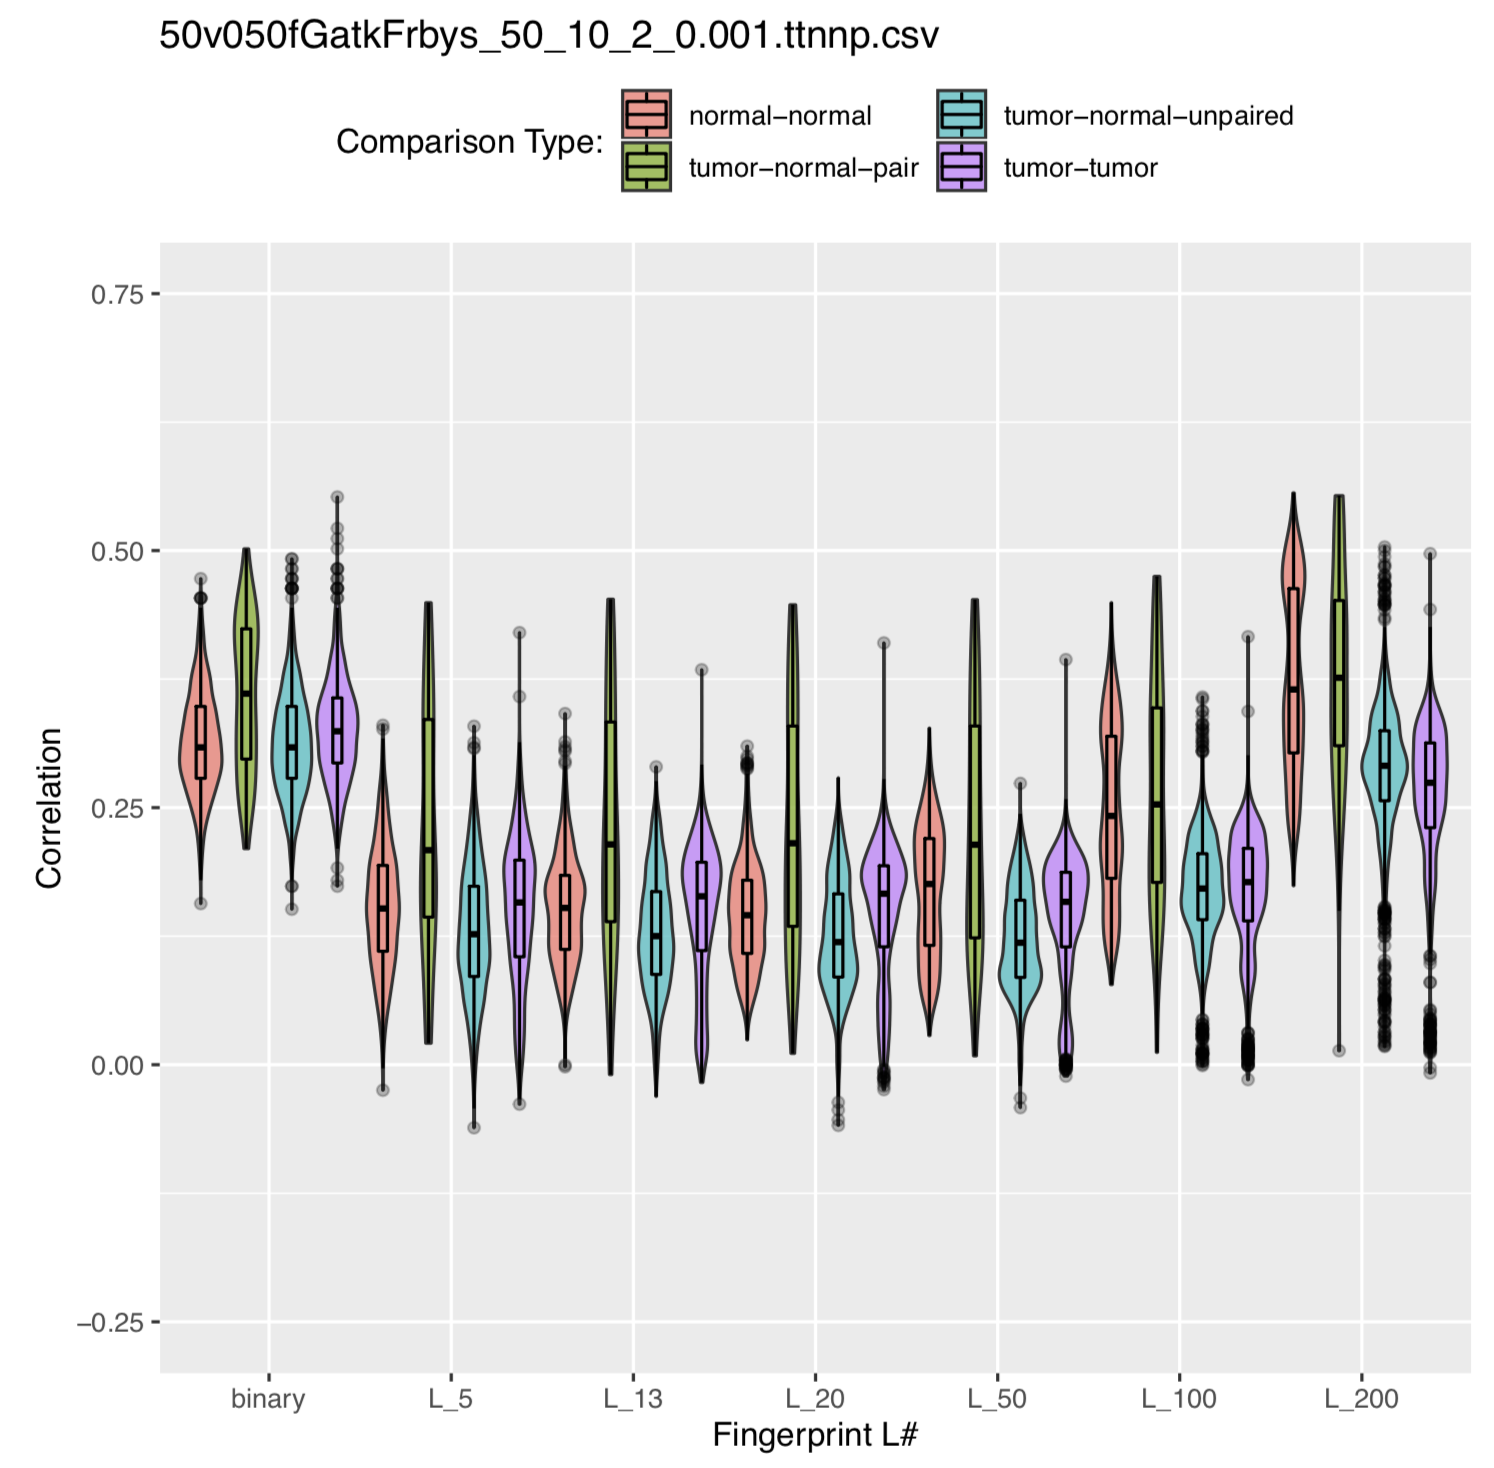 50v050fGatkFrbys_50_10_2_0.001.ttnnp.csv
Comparison Type:
normal−normal
tumor−normal−pair
tumor−normal−unpaired
tumor−tumor
Correlation
0.75
0.50
0.25
0.00
−0.25
binary L_5 L_13 L_20 L_50 L_100 L_200
Fingerprint L#